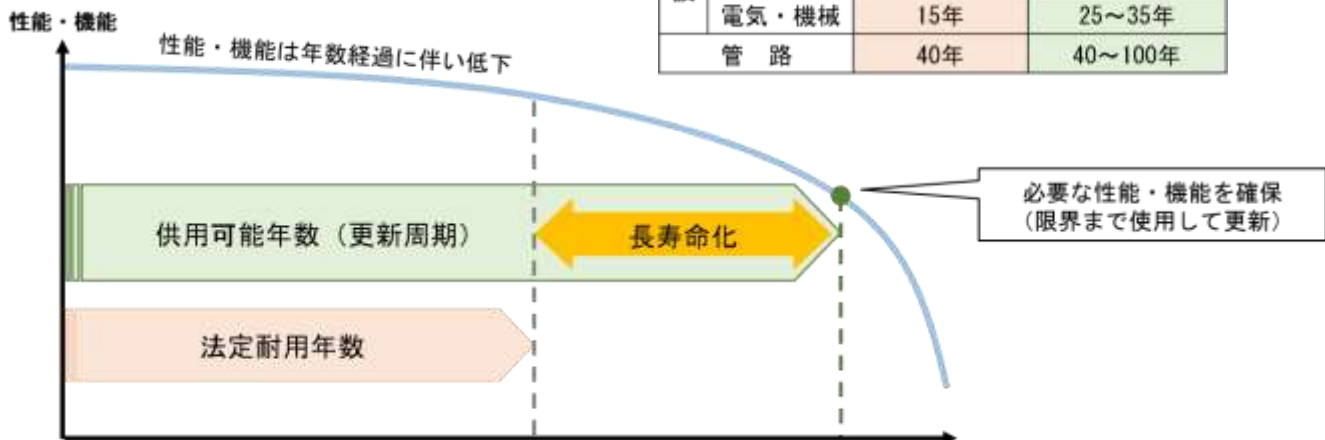 電気・機械 15年 25～35年
管 路 40年 40～100年
性能・機能
性能・機能は年数経過に伴い低下
必要な性能・機能を確保
（限界まで使用して更新）
供用可能年数（更新周期）
長寿命化
法定耐用年数